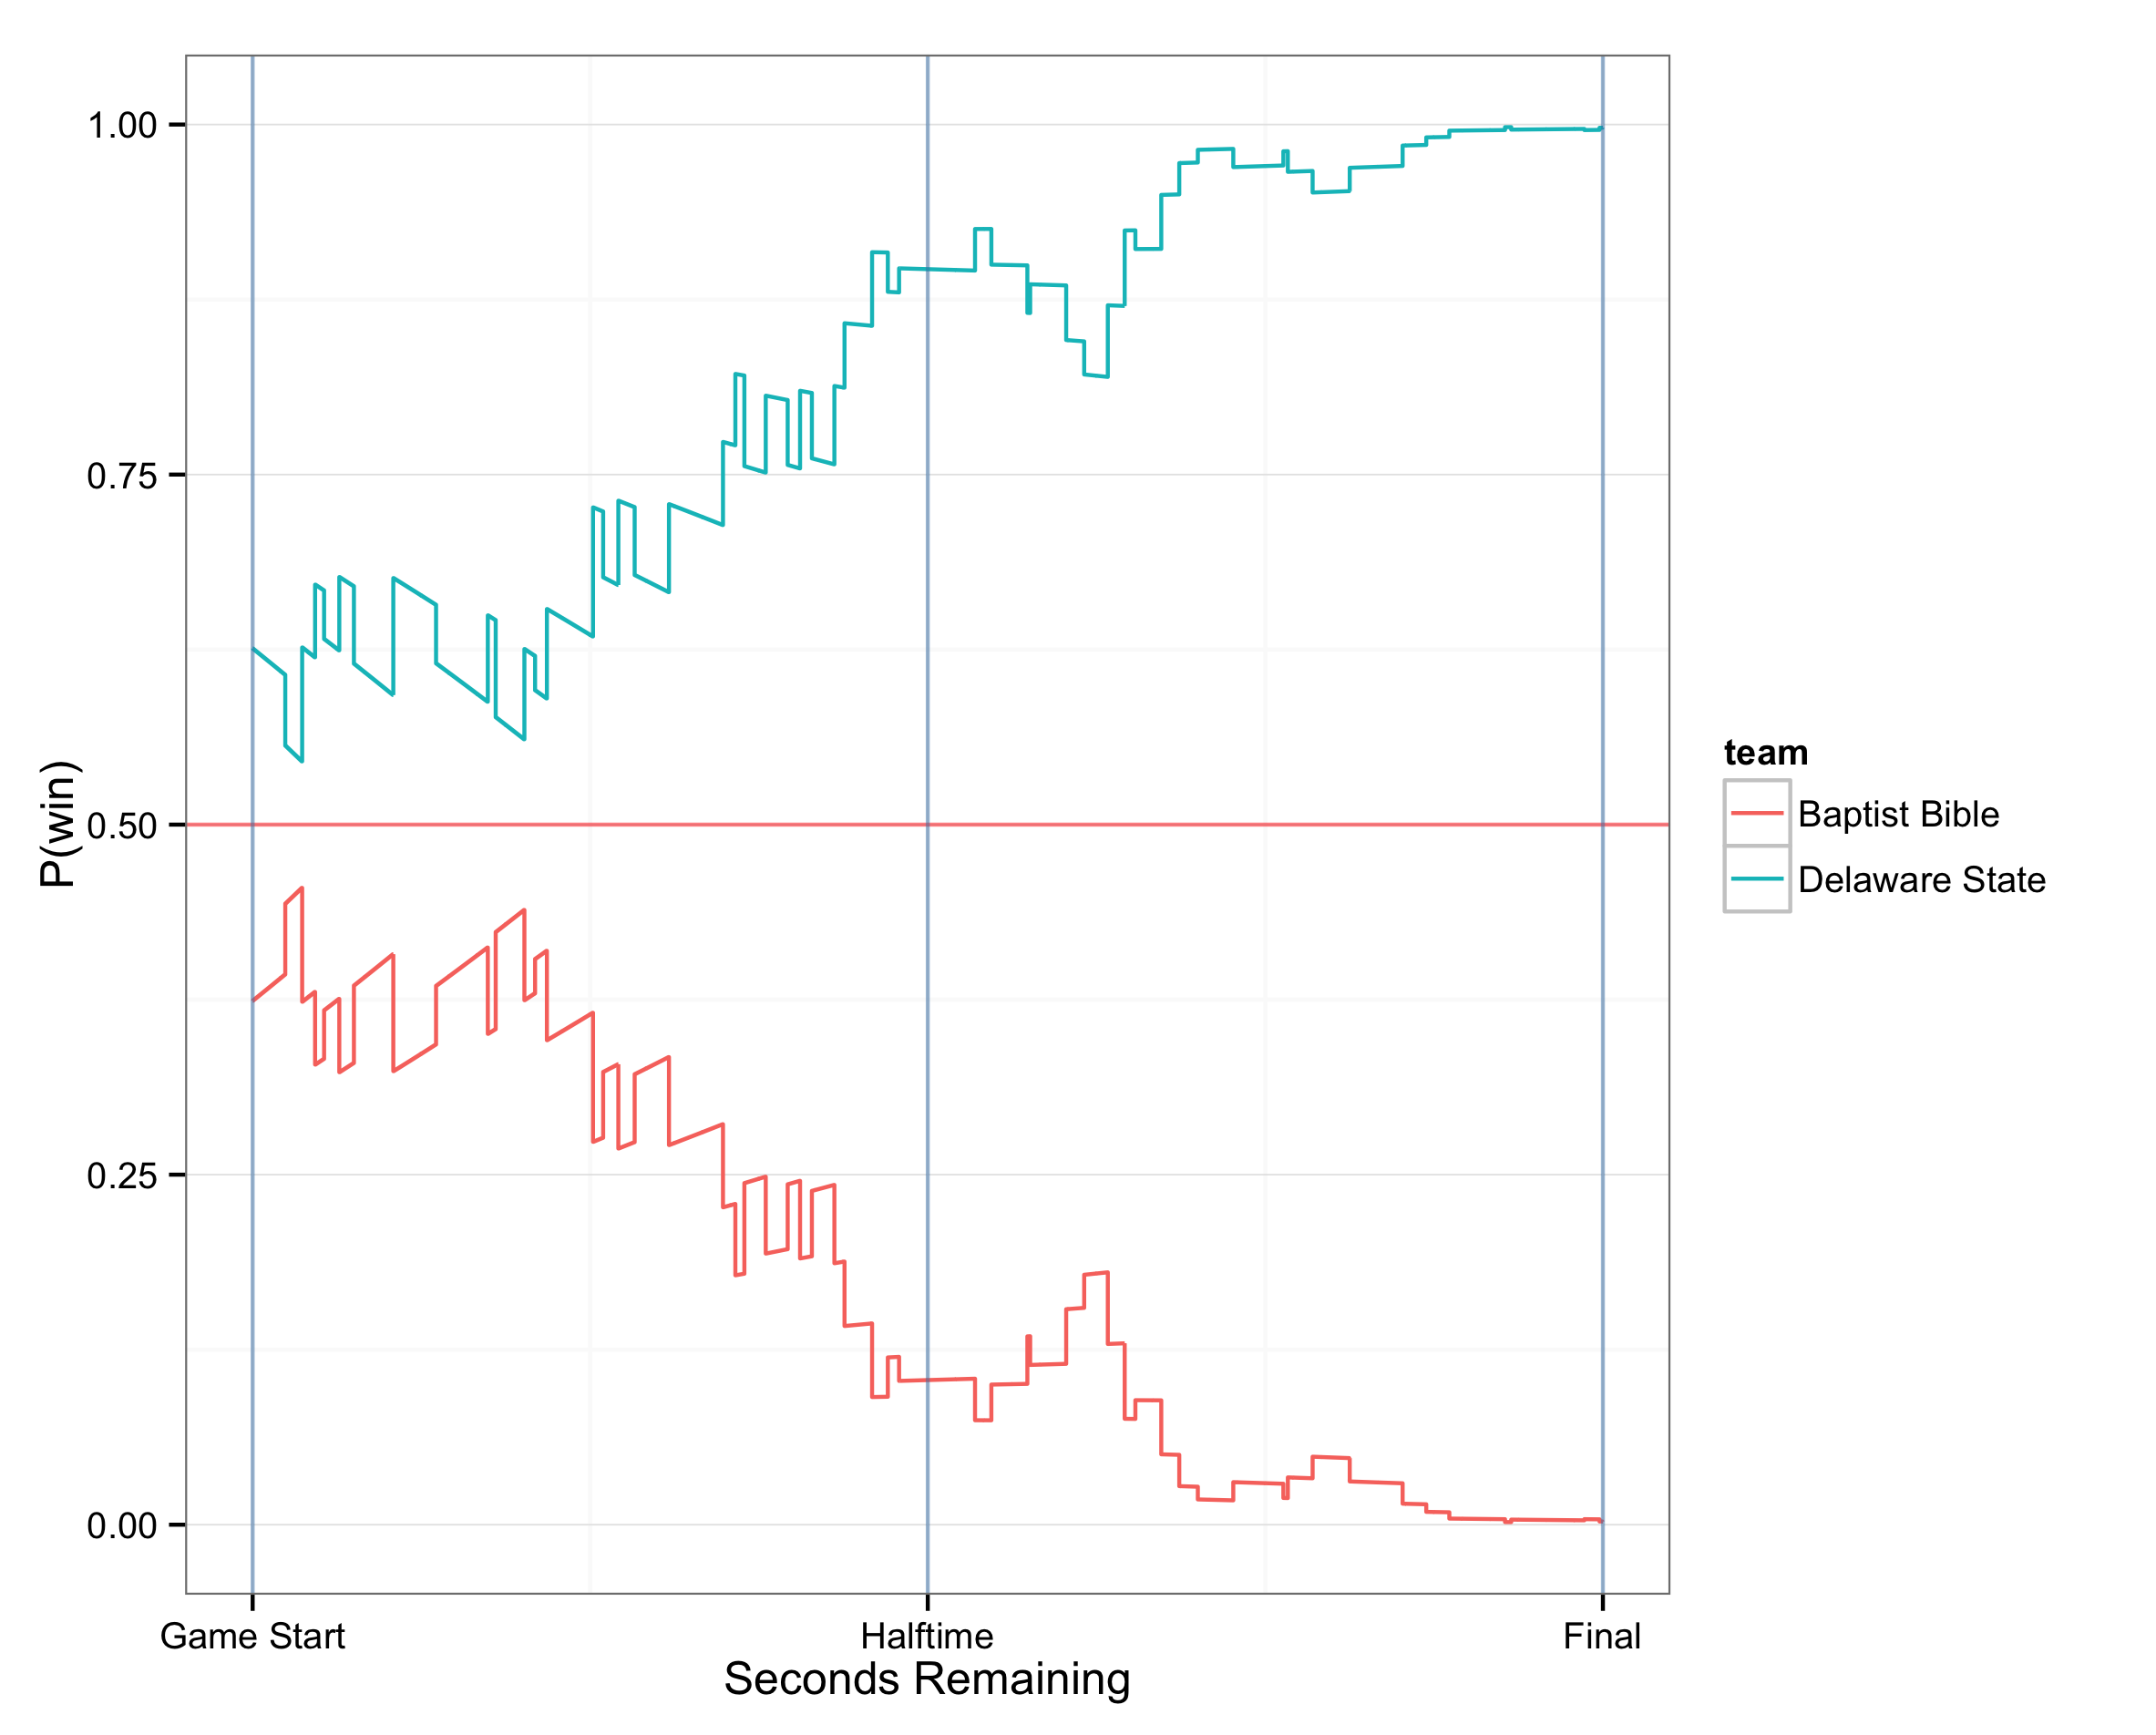 1.00
0.75
0.50
0.25
0.00
P(win)
Game Start
Halftime
Final
Seconds Remaining
team
Baptist Bible
Delaware State